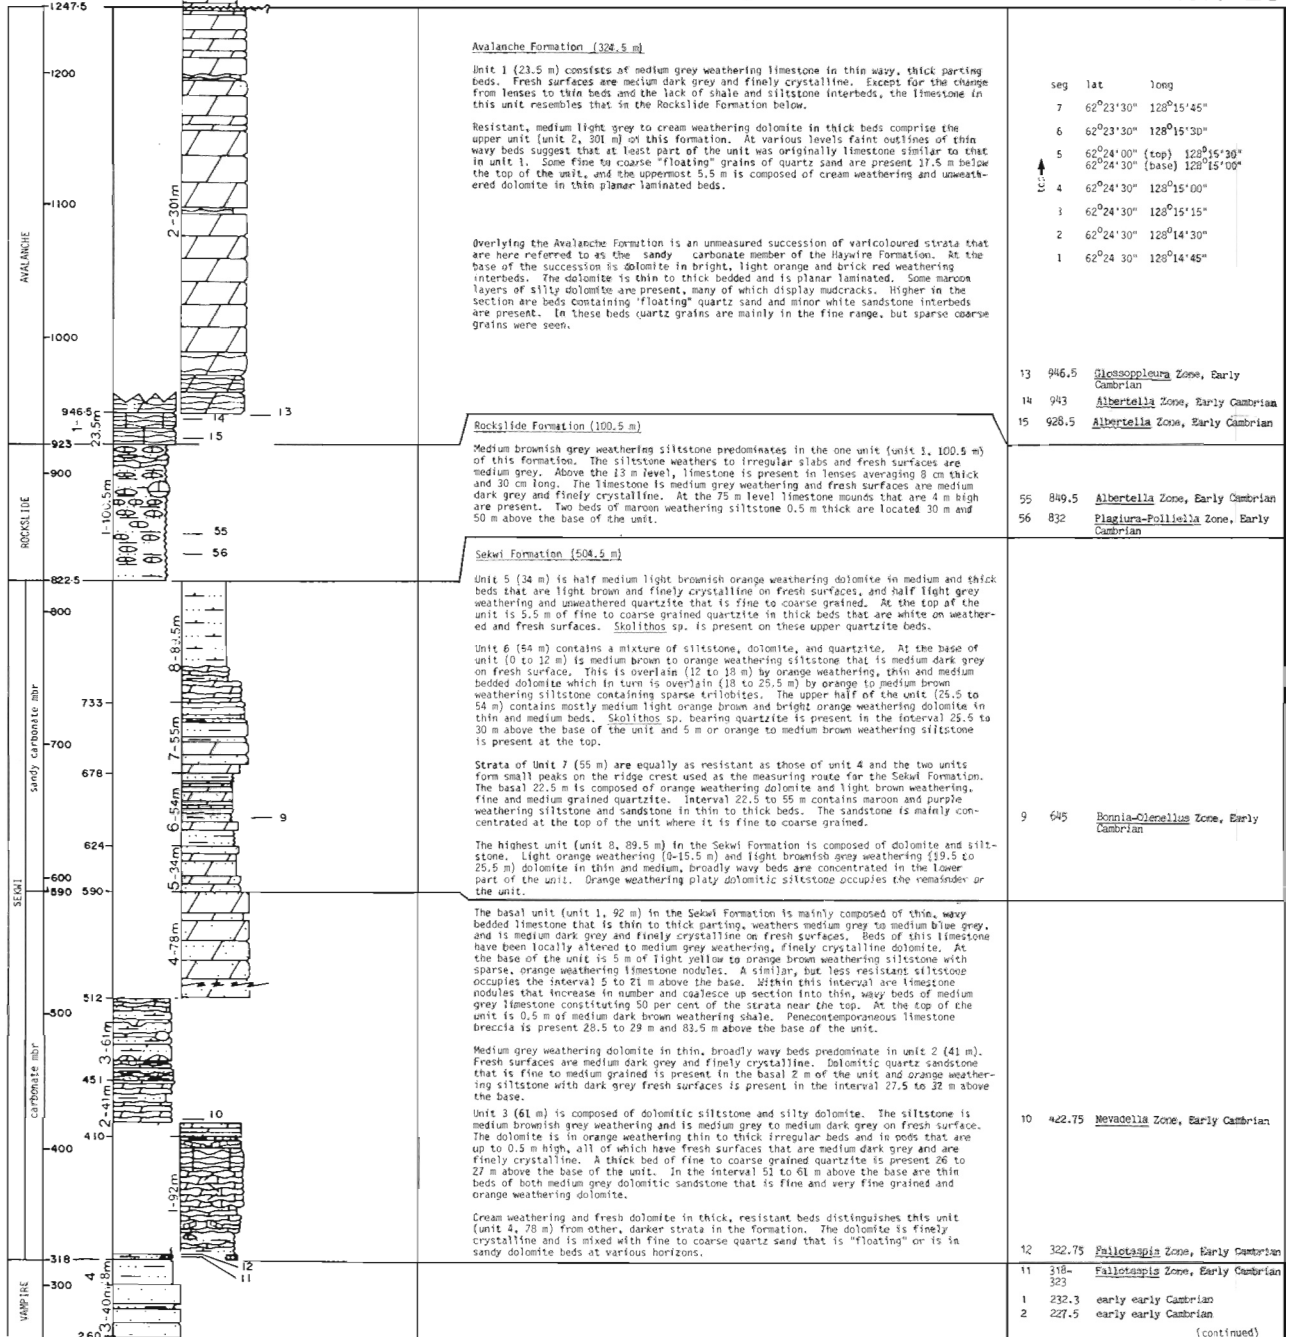 1247·5
1200
1100
1000
946·5
923
900
822·5
800
733
700
678
624
600
590
590
512
500
451
410
400
318
300
260
AVALANCHE
ROCKSLIDE
SEKWI
sandy carbonate mbr
carbonate mbr
VAMPIRE
2-301m
1-
23.5m
1-100.5m
8-89.5m
7-55m
6-54m
5-34m
4-78m
3-61m
2-41m
1-92m
4
3-40m
13
14
15
55
56
9
10
12
11
Avalanche Formation (324.5 m)
Unit 1 (23.5 m) consists of medium grey weathering limestone in thin wavy, thick parting
beds. Fresh surfaces are medium dark grey and finely crystalline. Except for the change
from lenses to thin beds and the lack of shale and siltstone interbeds, the limestone in
this unit resembles that in the Rockslide Formation below.
Resistant, medium light grey to cream weathering dolomite in thick beds comprise the
upper unit (unit 2, 301 m) of this formation. At various levels faint outlines of thin
wavy beds suggest that at least part of the unit was originally limestone similar to that
in unit 1. Some fine to coarse "floating" grains of quartz sand are present 17.5 m below
the top of the unit, and the uppermost 5.5 m is composed of cream weathering and unweath-
ered dolomite in thin planar laminated beds.
Overlying the Avalanche Formation is an unmeasured succession of varicoloured strata that
are here referred to as the sandy carbonate member of the Haywire Formation. At the
base of the succession is dolomite in bright, light orange and brick red weathering
interbeds. The dolomite is thin to thick bedded and is planar laminated. Some maroon
layers of silty dolomite are present, many of which display mudcracks. Higher in the
section are beds containing 'floating" quartz sand and minor white sandstone interbeds
are present. In these beds quartz grains are mainly in the fine range, but sparse coarse
grains were seen.
Rockslide Formation (100.5 m)
Medium brownish grey weathering siltstone predominates in the one unit (unit 1, 100.5 m)
of this formation. The siltstone weathers to irregular slabs and fresh surfaces are
medium grey. Above the 13 m level, limestone is present in lenses averaging 8 cm thick
and 30 cm long. The limestone is medium grey weathering and fresh surfaces are medium
dark grey and finely crystalline. At the 75 m level limestone mounds that are 4 m high
are present. Two beds of maroon weathering siltstone 0.5 m thick are located 30 m and
50 m above the base of the unit.
Sekwi Formation (504.5 m)
Unit 5 (34 m) is half medium light brownish orange weathering dolomite in medium and thick
beds that are light brown and finely crystalline on fresh surfaces, and half light grey
weathering and unweathered quartzite that is fine to coarse grained. At the top of the
unit is 5.5 m of fine to coarse grained quartzite in thick beds that are white on weather-
ed and fresh surfaces. Skolithos sp. is present on these upper quartzite beds.
Unit 6 (54 m) contains a mixture of siltstone, dolomite, and quartzite. At the base of
unit (0 to 12 m) is medium brown to orange weathering siltstone that is medium dark grey
on fresh surface. This is overlain (12 to 18 m) by orange weathering, thin and medium
bedded dolomite which in turn is overlain (18 to 25.5 m) by orange to medium brown
weathering siltstone containing sparse trilobites. The upper half of the unit (25.5 to
54 m) contains mostly medium light orange brown and bright orange weathering dolomite in
thin and medium beds. Skolithos sp. bearing quartzite is present in the interval 25.5 to
30 m above the base of the unit and 5 m or orange to medium brown weathering siltstone
is present at the top.
Strata of Unit 7 (55 m) are equally as resistant as those of unit 4 and the two units
form small peaks on the ridge crest used as the measuring route for the Sekwi Formation.
The basal 22.5 m is composed of orange weathering dolomite and light brown weathering,
fine and medium grained quartzite. Interval 22.5 to 55 m contains maroon and purple
weathering siltstone and sandstone in thin to thick beds. The sandstone is mainly con-
centrated at the top of the unit where it is fine to coarse grained.
The highest unit (unit 8, 89.5 m) in the Sekwi Formation is composed of dolomite and silt-
stone. Light orange weathering (0-15.5 m) and light brownish grey weathering (19.5 to
25.5 m) dolomite in thin and medium, broadly wavy beds are concentrated in the lower
part of the unit. Orange weathering platy dolomitic siltstone occupies the remainder or
the unit.
The basal unit (unit 1, 92 m) in the Sekwi Formation is mainly composed of thin, wavy
bedded limestone that is thin to thick parting, weathers medium grey to medium blue grey,
and is medium dark grey and finely crystalline on fresh surfaces. Beds of this limestone
have been locally altered to medium grey weathering, finely crystalline dolomite. At
the base of the unit is 5 m of light yellow to orange brown weathering siltstone with
sparse, orange weathering limestone nodules. A similar, but less resistant siltstone
occupies the interval 5 to 21 m above the base. Within this interval are limestone
nodules that increase in number and coalesce up section into thin, wavy beds of medium
grey limestone constituting 50 per cent of the strata near the top. At the top of the
unit is 0.5 m of medium dark brown weathering shale. Penecontemporaneous limestone
breccia is present 28.5 to 29 m and 83.5 m above the base of the unit.
Medium grey weathering dolomite in thin, broadly wavy beds predominate in unit 2 (41 m).
Fresh surfaces are medium dark grey and finely crystalline. Dolomitic quartz sandstone
that is fine to medium grained is present in the basal 2 m of the unit and orange weather-
ing siltstone with dark grey fresh surfaces is present in the interval 27.5 to 32 m above
the base.
Unit 3 (61 m) is composed of dolomitic siltstone and silty dolomite. The siltstone is
medium brownish grey weathering and is medium grey to medium dark grey on fresh surface.
The dolomite is in orange weathering thin to thick irregular beds and in pods that are
up to 0.5 m high, all of which have fresh surfaces that are medium dark grey and are
finely crystalline. A thick bed of fine to coarse grained quartzite is present 26 to
27 m above the base of the unit. In the interval 51 to 61 m above the base are thin
beds of both medium grey dolomitic sandstone that is fine and very fine grained and
orange weathering dolomite.
Cream weathering and fresh dolomite in thick, resistant beds distinguishes this unit
(unit 4, 78 m) from other, darker strata in the formation. The dolomite is finely
crystalline and is mixed with fine to coarse quartz sand that is "floating" or is in
sandy dolomite beds at various horizons.
seg lat long
7 62°23'30" 128°15'45"
6 62°23'30" 128°15'30"
5 62°24'00" (top) 128°15'30"
62°24'30" (base) 128°15'00"
top
4 62°24'30" 128°15'00"
3 62°24'30" 128°15'15"
2 62°24'30" 128°14'30"
1 62°24 30" 128°14'45"
13 946.5 Glossopleura Zone, Early
Cambrian
14 943 Albertella Zone, Early Cambrian
15 928.5 Albertella Zone, Early Cambrian
55 849.5 Albertella Zone, Early Cambrian
56 832 Plagiura-Polliella Zone, Early
Cambrian
9 645 Bonnia-Olenellus Zone, Early
Cambrian
10 422.75 Nevadella Zone, Early Cambrian
12 322.75 Fallotaspis Zone, Early Cambrian
11 318- Fallotaspis Zone, Early Cambrian
323
1 232.3 early early Cambrian
2 227.5 early early Cambrian
(continued)